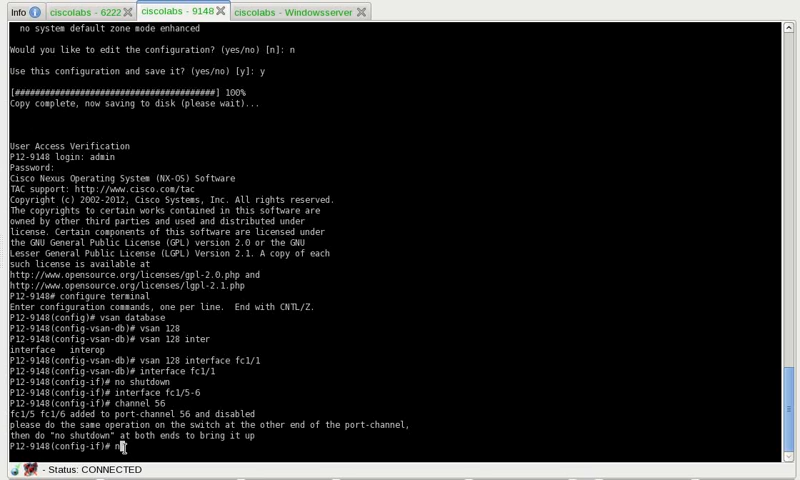 Info ciscolabs - 6222 ciscolabs - 9148 ciscolabs - Windowsserver
no system default zone mode enhanced
Would you like to edit the configuration? (yes/no) [n]: n
Use this configuration and save it? (yes/no) [y]: y
[########################################] 100%
Copy complete, now saving to disk (please wait)...
User Access Verification
P12-9148 login: admin
Password:
Cisco Nexus Operating System (NX-OS) Software
TAC support: http://www.cisco.com/tac
Copyright (c) 2002-2012, Cisco Systems, Inc. All rights reserved.
The copyrights to certain works contained in this software are
owned by other third parties and used and distributed under
license. Certain components of this software are licensed under
the GNU General Public License (GPL) version 2.0 or the GNU
Lesser General Public License (LGPL) Version 2.1. A copy of each
such license is available at
http://www.opensource.org/licenses/gpl-2.0.php and
http://www.opensource.org/licenses/lgpl-2.1.php
P12-9148# configure terminal
Enter configuration commands, one per line.  End with CNTL/Z.
P12-9148(config)# vsan database
P12-9148(config-vsan-db)# vsan 128
P12-9148(config-vsan-db)# vsan 128 inter
interface   interop
P12-9148(config-vsan-db)# vsan 128 interface fc1/1
P12-9148(config-vsan-db)# interface fc1/1
P12-9148(config-if)# no shutdown
P12-9148(config-if)# interface fc1/5-6
P12-9148(config-if)# channel 56
fc1/5 fc1/6 added to port-channel 56 and disabled
please do the same operation on the switch at the other end of the port-channel,
then do "no shutdown" at both ends to bring it up
P12-9148(config-if)# n
- Status: CONNECTED